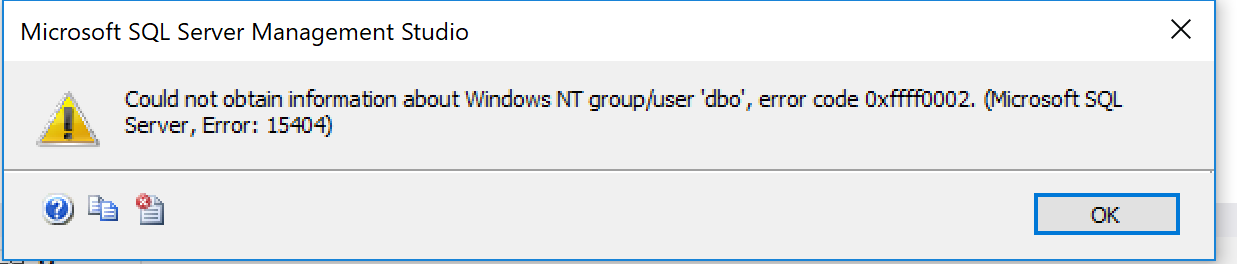 Microsoft SQL Server Management Studio
Could not obtain information about Windows NT group/user 'dbo', error code 0xffff0002. (Microsoft SQL
Server, Error: 15404)
OK